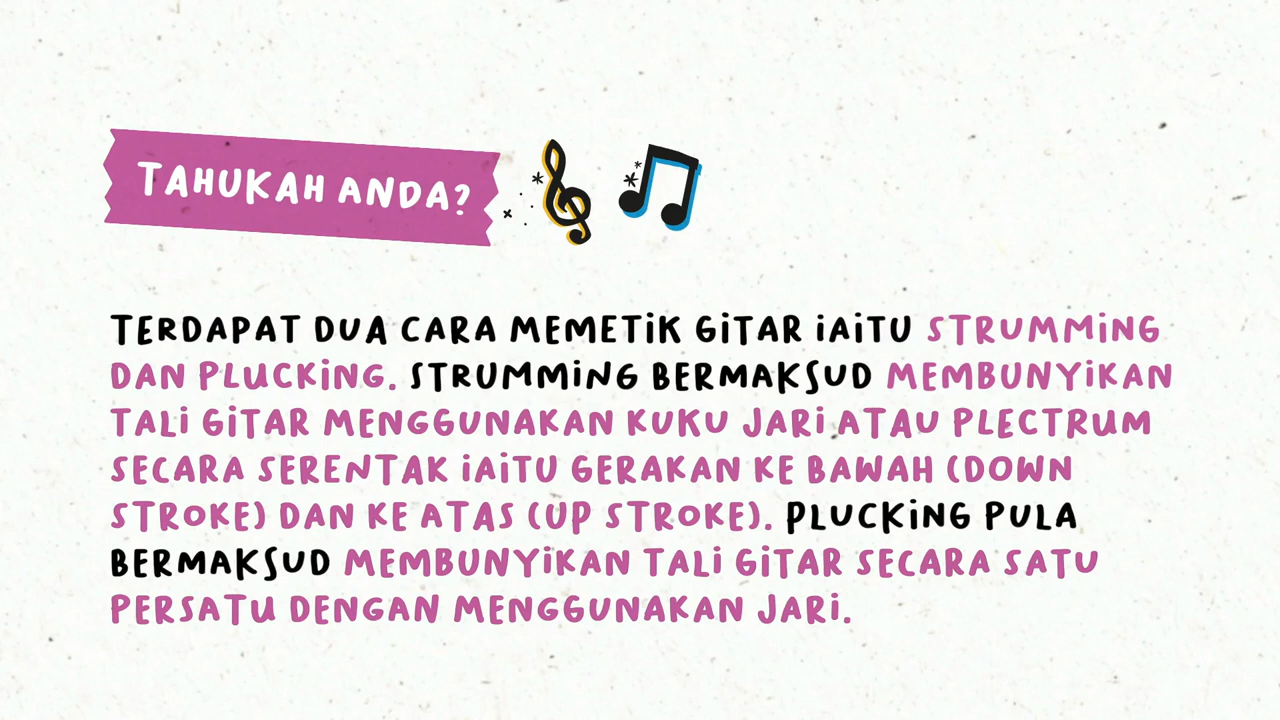 TAHUKAH ANDA?
TERDAPAT DUA CARA MEMETIK GITAR IAITU STRUMMING
DAN PLUCKING. STRUMMING BERMAKSUD MEMBUNYIKAN
TALI GITAR MENGGUNAKAN KUKU JARI ATAU PLECTRUM
SECARA SERENTAK IAITU GERAKAN KE BAWAH (DOWN
STROKE) DAN KE ATAS (UP STROKE). PLUCKING PULA
BERMAKSUD MEMBUNYIKAN TALI GITAR SECARA SATU
PERSATU DENGAN MENGGUNAKAN JARI.